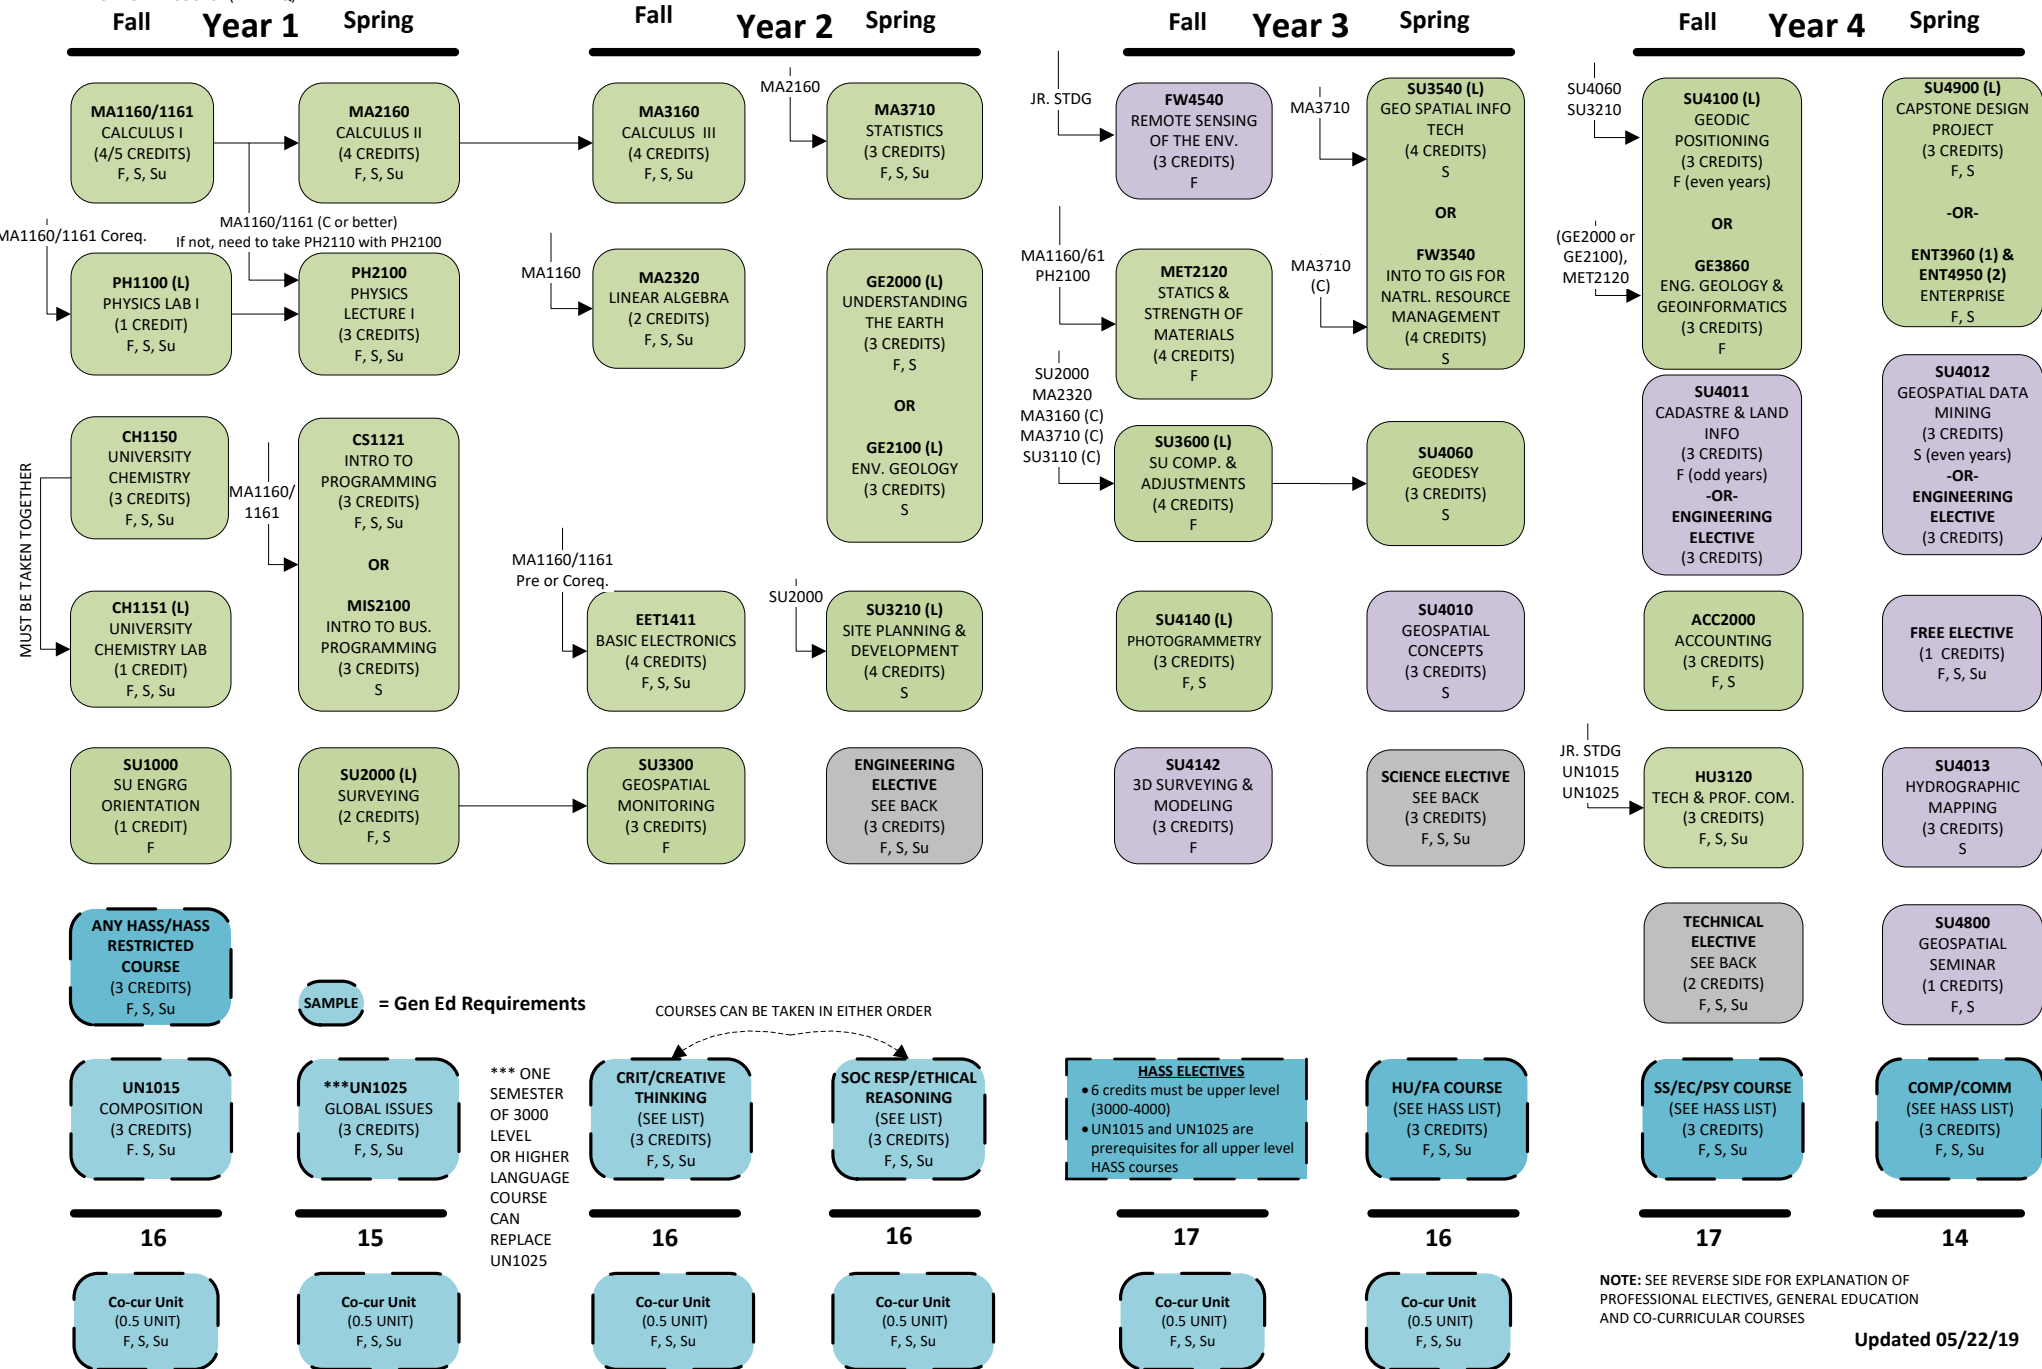 Fall
Year 1
Spring
Fall
Year 2
Spring
Fall
Year 3
Spring
Fall
Year 4
Spring
MA1160/1161
CALCULUS I
(4/5 CREDITS)
F, S, Su
MA2160
CALCULUS II
(4 CREDITS)
F, S, Su
MA3160
CALCULUS III
(4 CREDITS)
F, S, Su
MA2160
MA3710
STATISTICS
(3 CREDITS)
F, S, Su
JR. STDG
FW4540
REMOTE SENSING
OF THE ENV.
(3 CREDITS)
F
MA3710
SU3540 (L)
GEO SPATIAL INFO
TECH
(4 CREDITS)
S
OR
FW3540
INTO TO GIS FOR
NATRL. RESOURCE
MANAGEMENT
(4 CREDITS)
S
MA3710
(C)
SU4060
SU3210
SU4100 (L)
GEODIC
POSITIONING
(3 CREDITS)
F (even years)
OR
GE3860
ENG. GEOLOGY &
GEOINFORMATICS
(3 CREDITS)
F
(GE2000 or
GE2100),
MET2120
SU4900 (L)
CAPSTONE DESIGN
PROJECT
(3 CREDITS)
F, S
-OR-
ENT3960 (1) &
ENT4950 (2)
ENTERPRISE
F, S
MA1160/1161 Coreq.
MA1160/1161 (C or better)
If not, need to take PH2110 with PH2100
PH1100 (L)
PHYSICS LAB I
(1 CREDIT)
F, S, Su
PH2100
PHYSICS
LECTURE I
(3 CREDITS)
F, S, Su
MA1160
MA2320
LINEAR ALGEBRA
(2 CREDITS)
F, S, Su
GE2000 (L)
UNDERSTANDING
THE EARTH
(3 CREDITS)
F, S
OR
GE2100 (L)
ENV. GEOLOGY
(3 CREDITS)
S
MA1160/61
PH2100
MET2120
STATICS &
STRENGTH OF
MATERIALS
(4 CREDITS)
F
MUST BE TAKEN TOGETHER
CH1150
UNIVERSITY
CHEMISTRY
(3 CREDITS)
F, S, Su
MA1160/
1161
CS1121
INTRO TO
PROGRAMMING
(3 CREDITS)
F, S, Su
OR
MIS2100
INTRO TO BUS.
PROGRAMMING
(3 CREDITS)
S
SU2000
MA2320
MA3160 (C)
MA3710 (C)
SU3110 (C)
SU3600 (L)
SU COMP. &
ADJUSTMENTS
(4 CREDITS)
F
SU4060
GEODESY
(3 CREDITS)
S
SU4011
CADASTRE & LAND
INFO
(3 CREDITS)
F (odd years)
-OR-
ENGINEERING
ELECTIVE
(3 CREDITS)
SU4012
GEOSPATIAL DATA
MINING
(3 CREDITS)
S (even years)
-OR-
ENGINEERING
ELECTIVE
(3 CREDITS)
CH1151 (L)
UNIVERSITY
CHEMISTRY LAB
(1 CREDIT)
F, S, Su
MA1160/1161
Pre or Coreq.
EET1411
BASIC ELECTRONICS
(4 CREDITS)
F, S, Su
SU2000
SU3210 (L)
SITE PLANNING &
DEVELOPMENT
(4 CREDITS)
S
SU4140 (L)
PHOTOGRAMMETRY
(3 CREDITS)
F, S
SU4010
GEOSPATIAL
CONCEPTS
(3 CREDITS)
S
ACC2000
ACCOUNTING
(3 CREDITS)
F, S
FREE ELECTIVE
(1 CREDITS)
F, S, Su
SU1000
SU ENGRG
ORIENTATION
(1 CREDIT)
F
SU2000 (L)
SURVEYING
(2 CREDITS)
F, S
SU3300
GEOSPATIAL
MONITORING
(3 CREDITS)
F
ENGINEERING
ELECTIVE
SEE BACK
(3 CREDITS)
F, S, Su
SU4142
3D SURVEYING &
MODELING
(3 CREDITS)
F
SCIENCE ELECTIVE
SEE BACK
(3 CREDITS)
F, S, Su
JR. STDG
UN1015
UN1025
HU3120
TECH & PROF. COM.
(3 CREDITS)
F, S, Su
SU4013
HYDROGRAPHIC
MAPPING
(3 CREDITS)
S
ANY HASS/HASS
RESTRICTED
COURSE
(3 CREDITS)
F, S, Su
SAMPLE
= Gen Ed Requirements
COURSES CAN BE TAKEN IN EITHER ORDER
TECHNICAL
ELECTIVE
SEE BACK
(2 CREDITS)
F, S, Su
SU4800
GEOSPATIAL
SEMINAR
(1 CREDITS)
F, S
UN1015
COMPOSITION
(3 CREDITS)
F. S, Su
***UN1025
GLOBAL ISSUES
(3 CREDITS)
F, S, Su
*** ONE
SEMESTER
OF 3000
LEVEL
OR HIGHER
LANGUAGE
COURSE
CAN
REPLACE
UN1025
CRIT/CREATIVE
THINKING
(SEE LIST)
(3 CREDITS)
F, S, Su
SOC RESP/ETHICAL
REASONING
(SEE LIST)
(3 CREDITS)
F, S, Su
HASS ELECTIVES
• 6 credits must be upper level
(3000-4000)
• UN1015 and UN1025 are
prerequisites for all upper level
HASS courses
HU/FA COURSE
(SEE HASS LIST)
(3 CREDITS)
F, S, Su
SS/EC/PSY COURSE
(SEE HASS LIST)
(3 CREDITS)
F, S, Su
COMP/COMM
(SEE HASS LIST)
(3 CREDITS)
F, S, Su
16
15
16
16
17
16
17
14
Co-cur Unit
(0.5 UNIT)
F, S, Su
Co-cur Unit
(0.5 UNIT)
F, S, Su
Co-cur Unit
(0.5 UNIT)
F, S, Su
Co-cur Unit
(0.5 UNIT)
F, S, Su
Co-cur Unit
(0.5 UNIT)
F, S, Su
Co-cur Unit
(0.5 UNIT)
F, S, Su
NOTE: SEE REVERSE SIDE FOR EXPLANATION OF
PROFESSIONAL ELECTIVES, GENERAL EDUCATION
AND CO-CURRICULAR COURSES
Updated 05/22/19